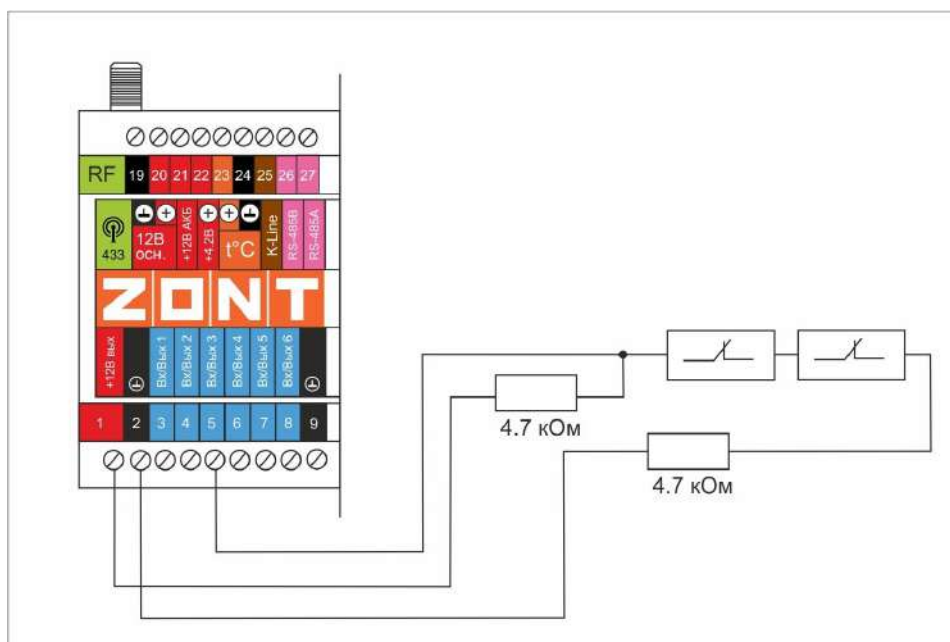 RF 19 20 21 22 23 24 25 26 27
433
12В
осн.
+12В АКБ
+4.2В
t°C
K-Line
RS-485B
RS-485A
ZONT
+12В вых
Вх/Вых 1
Вх/Вых 2
Вх/Вых 3
Вх/Вых 4
Вх/Вых 5
Вх/Вых 6
1 2 3 4 5 6 7 8 9
4.7 кОм
4.7 кОм